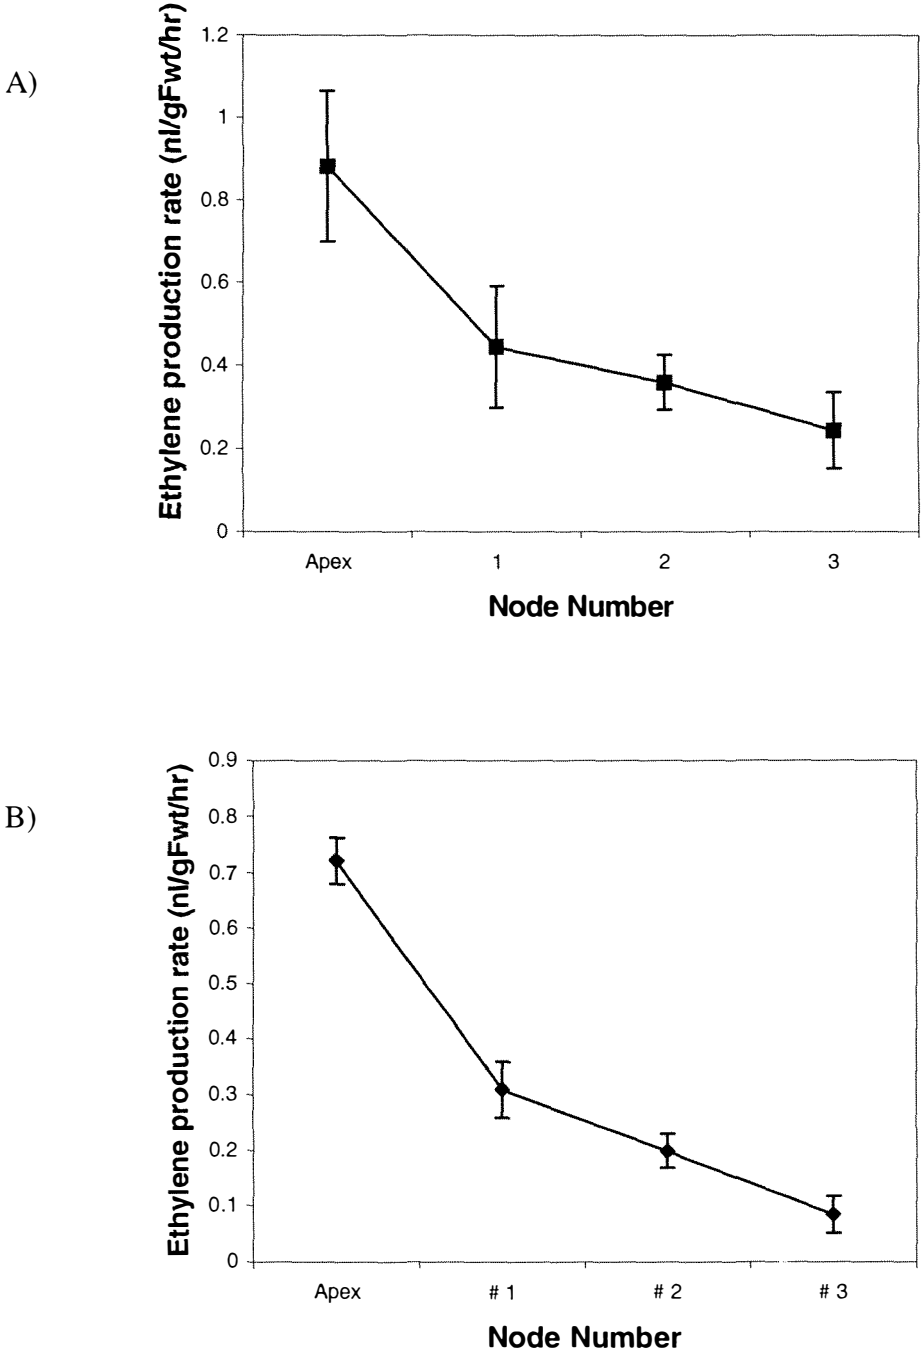 A)
Ethylene production rate (nl/gFwt/hr)
1.2
1
0.8
0.6
0.4
0.2
0
Apex 1 2 3
Node Number
B)
Ethylene production rate (nl/gFwt/hr)
0.9
0.8
0.7
0.6
0.5
0.4
0.3
0.2
0.1
0
Apex # 1 # 2 # 3
Node Number